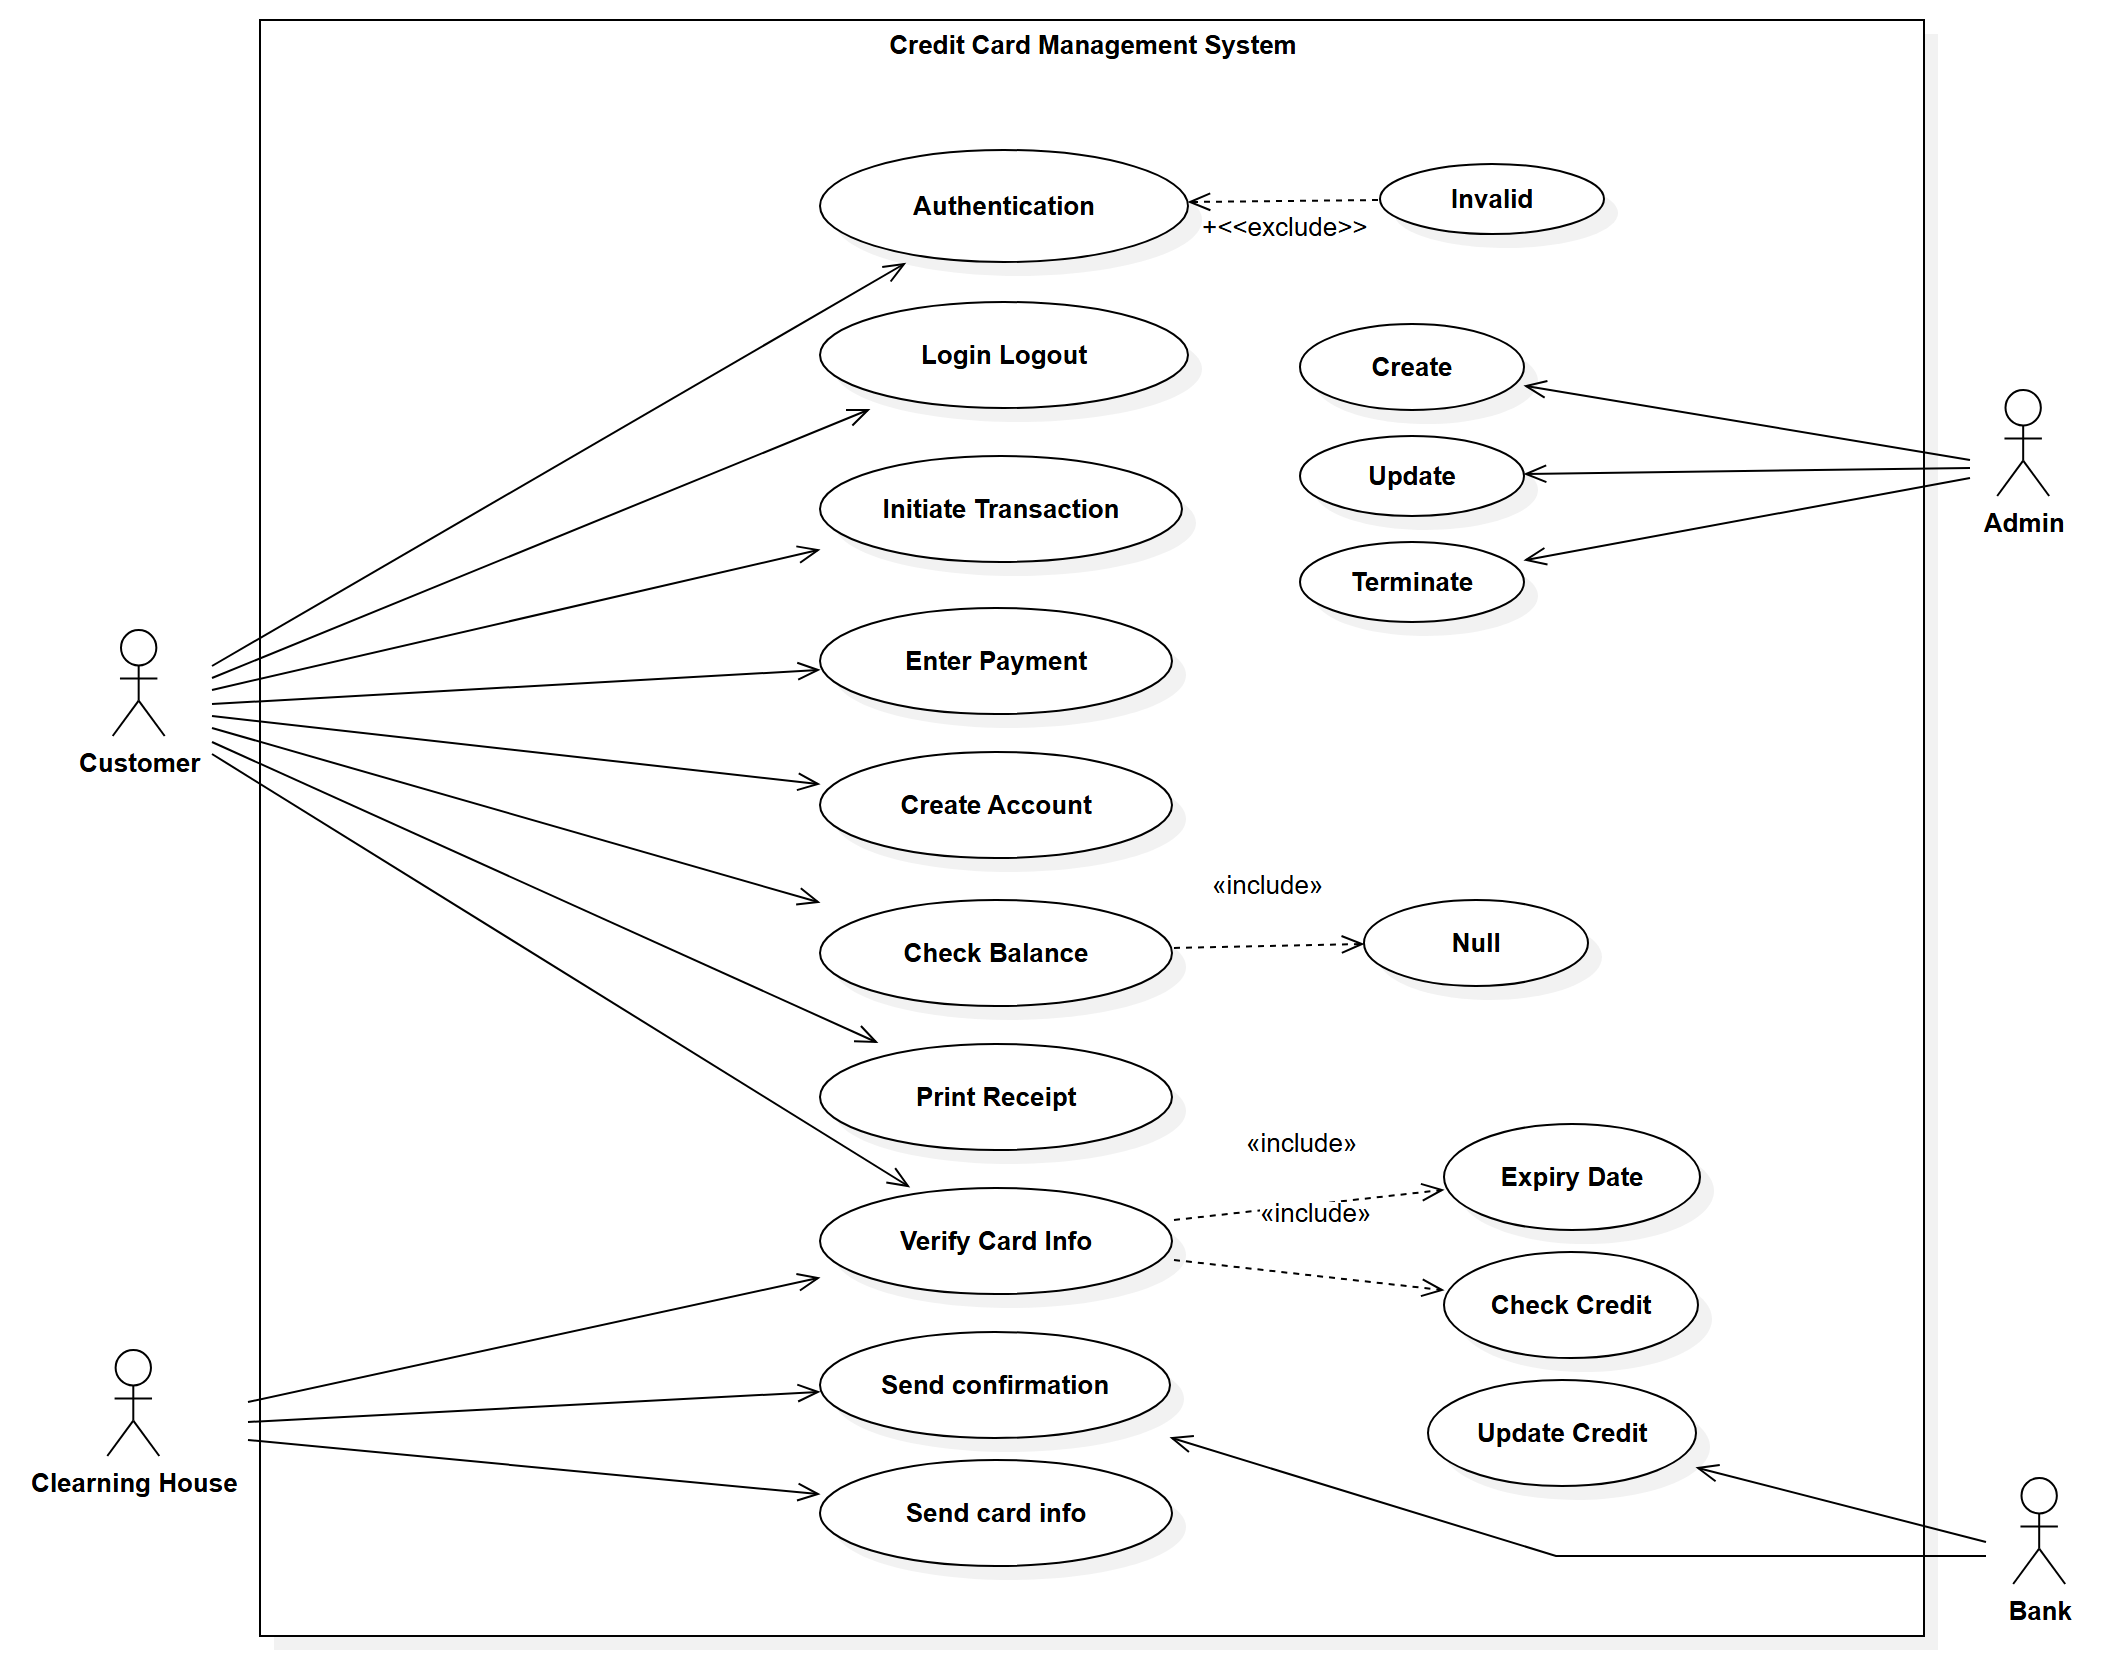 Credit Card Management System
Authentication
Invalid
+<<exclude>>
Login Logout
Create
Update
Admin
Initiate Transaction
Terminate
Enter Payment
Customer
Create Account
«include»
Check Balance
Null
Print Receipt
«include»
Expiry Date
«include»
Verify Card Info
Check Credit
Send confirmation
Update Credit
Clearning House
Send card info
Bank